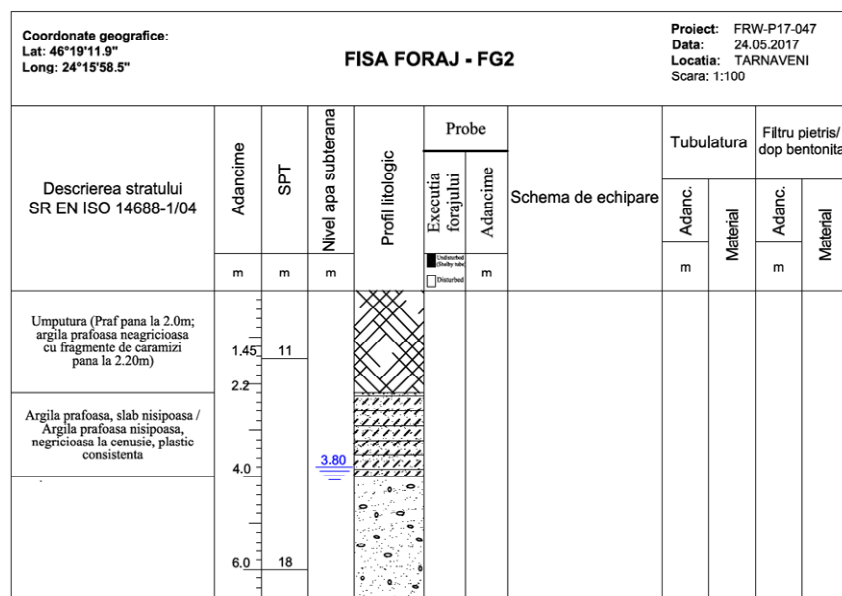 Coordonate geografice:
Lat: 46°19'11.9"
Long: 24°15'58.5"
FISA FORAJ - FG2
Proiect: FRW-P17-047
Data: 24.05.2017
Locatia: TARNAVENI
Scara: 1:100
Descrierea stratului
SR EN ISO 14688-1/04
Adancime
SPT
Nivel apa subterana
Profil litologic
Probe
Executia
forajului
Adancime
Schema de echipare
Tubulatura
Adanc.
Material
Filtru pietris/
dop bentonita
Adanc.
Material
m
m
m
Undisturbed
(Shelby tube)
Disturbed
m
m
m
Umputura (Praf pana la 2.0m;
argila prafoasa neagricioasa
cu fragmente de caramizi
pana la 2.20m)
1.45
11
2.2
Argila prafoasa, slab nisipoasa /
Argila prafoasa nisipoasa,
negricioasa la cenusie, plastic
consistenta
3.80
4.0
6.0
18